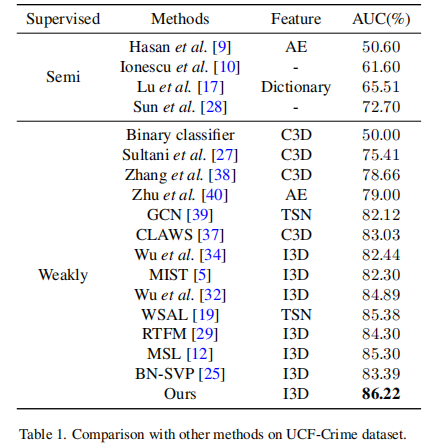 Supervised Methods Feature AUC(%)
Semi
Hasan et al. [9] AE 50.60
Ionescu et al. [10] - 61.60
Lu et al. [17] Dictionary 65.51
Sun et al. [28] - 72.70
Weakly
Binary classifier C3D 50.00
Sultani et al. [27] C3D 75.41
Zhang et al. [38] C3D 78.66
Zhu et al. [40] AE 79.00
GCN [39] TSN 82.12
CLAWS [37] C3D 83.03
Wu et al. [34] I3D 82.44
MIST [5] I3D 82.30
Wu et al. [32] I3D 84.89
WSAL [19] TSN 85.38
RTFM [29] I3D 84.30
MSL [12] I3D 85.30
BN-SVP [25] I3D 83.39
Ours I3D 86.22
Table 1. Comparison with other methods on UCF-Crime dataset.